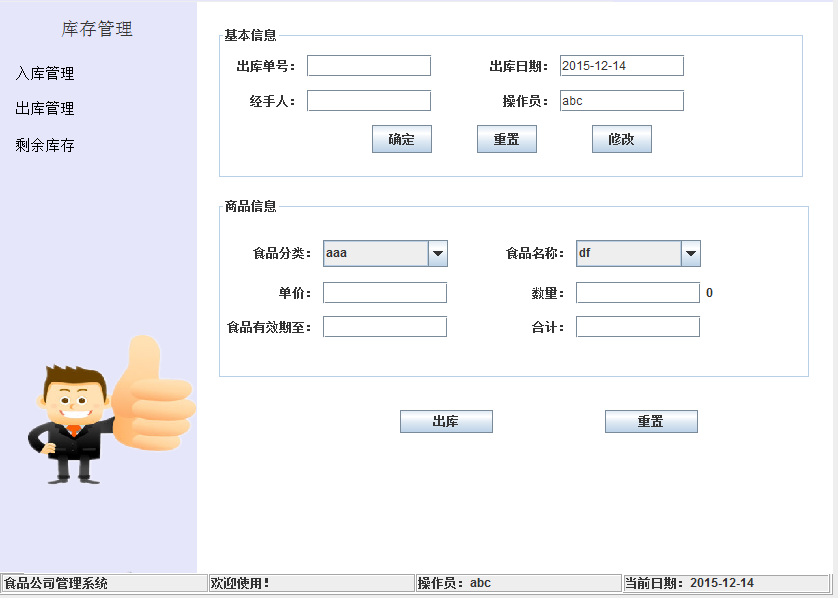 库存管理
入库管理
出库管理
剩余库存
基本信息
出库单号： 出库日期： 2015-12-14
经手人： 操作员： abc
确定 重置 修改
商品信息
食品分类： aaa 食品名称： df
单价： 数量： 0
食品有效期至： 合计：
出库 重置
食品公司管理系统 欢迎使用！ 操作员：abc 当前日期：2015-12-14